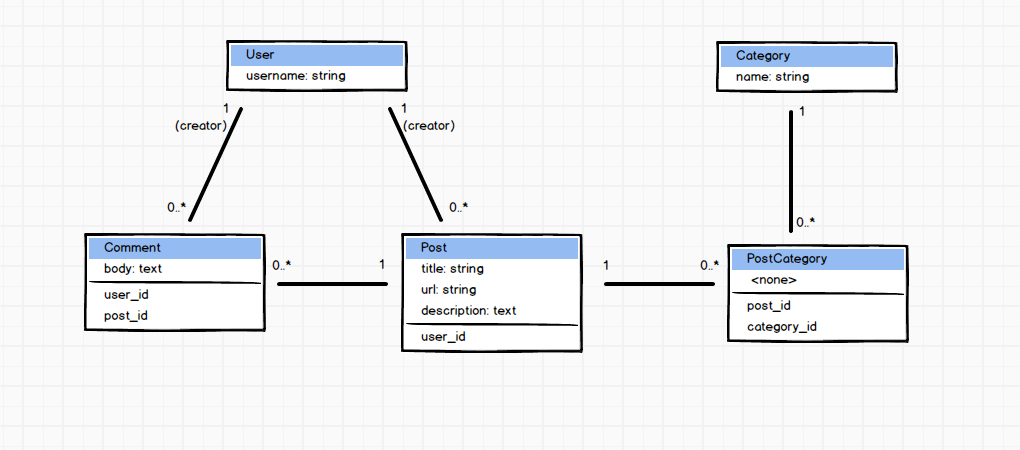 User
username: string
Category
name: string
1
(creator)
1
(creator)
1
0..*
0..*
0..*
Comment
body: text
user_id
post_id
0..*
1
Post
title: string
url: string
description: text
user_id
1
0..*
PostCategory
<none>
post_id
category_id